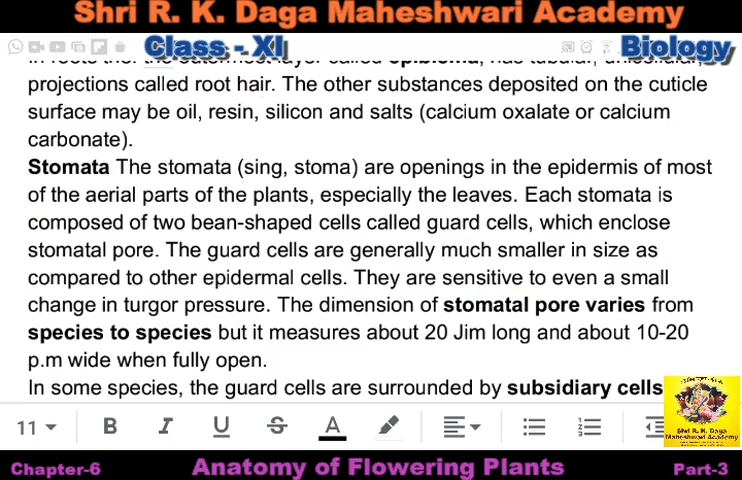 Shri R. K. Daga Maheshwari Academy
Class - XI
Biology
projections called root hair. The other substances deposited on the cuticle
surface may be oil, resin, silicon and salts (calcium oxalate or calcium
carbonate).
Stomata The stomata (sing, stoma) are openings in the epidermis of most
of the aerial parts of the plants, especially the leaves. Each stomata is
composed of two bean-shaped cells called guard cells, which enclose
stomatal pore. The guard cells are generally much smaller in size as
compared to other epidermal cells. They are sensitive to even a small
change in turgor pressure. The dimension of stomatal pore varies from
species to species but it measures about 20 Jim long and about 10-20
p.m wide when fully open.
In some species, the guard cells are surrounded by subsidiary cells
11 B I U S A
Shri R. K. Daga
Maheshwari Academy
Chapter-6
Anatomy of Flowering Plants
Part-3